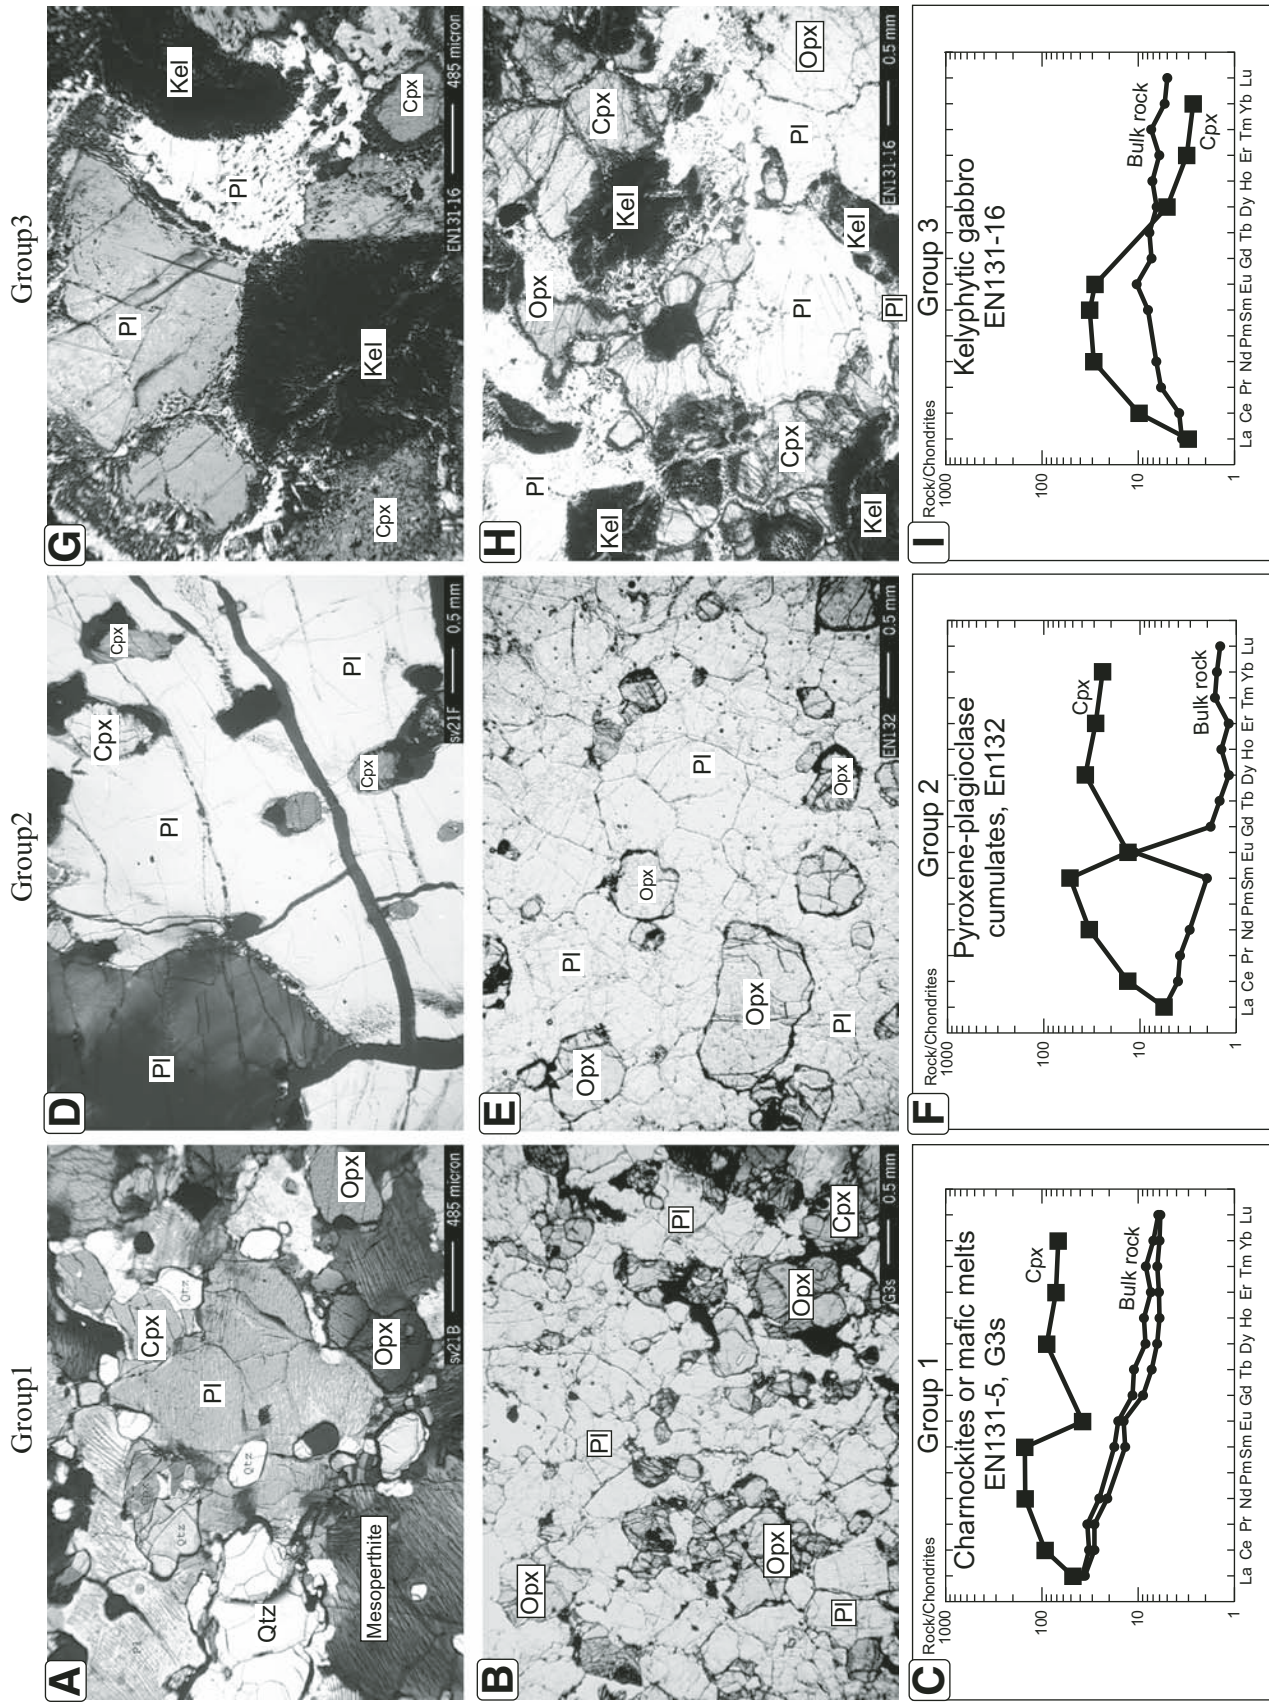 Group1
Group2
Group3
A
Cpx
Qtz
Pl
Qtz
Qtz
Qtz
Mesoperthite
Opx
Opx
sv21B
485 micron
D
Pl
Pl
Cpx
Cpx
Cpx
Pl
sv21F
0.5 mm
G
Pl
Pl
Kel
Kel
Cpx
Cpx
EN131-16
485 micron
B
Opx
Pl
Pl
Opx
Pl
Opx
Cpx
G3s
0.5 mm
E
Opx
Pl
Opx
Opx
Pl
Pl
Opx
EN132
0.5 mm
H
Pl
Kel
Opx
Cpx
Kel
Opx
Pl
Pl
Cpx
Kel
Kel
Pl
EN131-16
0.5 mm
C
Rock/Chondrites
1000
100
10
1
Group 1
Charnockites or mafic melts
EN131-5, G3s
Cpx
Bulk rock
La Ce Pr Nd PmSm Eu Gd Tb Dy Ho Er Tm Yb Lu
F
Rock/Chondrites
1000
100
10
1
Group 2
Pyroxene-plagioclase
cumulates, En132
Cpx
Bulk rock
La Ce Pr Nd PmSm Eu Gd Tb Dy Ho Er Tm Yb Lu
I
Rock/Chondrites
1000
100
10
1
Group 3
Kelyphytic gabbro
EN131-16
Bulk rock
Cpx
La Ce Pr Nd PmSm Eu Gd Tb Dy Ho Er Tm Yb Lu